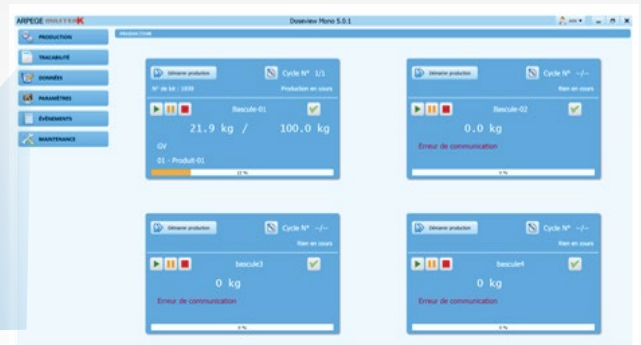 ARPEGE MASTERK
Doseview Mono 5.0.1
PRODUCTION
TRACABILITÉ
DONNÉES
PARAMÈTRES
ÉVÈNEMENTS
MAINTENANCE
PRODUCTION
Démarrer production
Cycle N° 1/1
N° de lot : 1039
Production en cours
Bascule-01
21.9 kg / 100.0 kg
GV
01 - Produit-01
Démarrer production
Cycle N° --/--
Rien en cours
Bascule-02
0.0 kg
Erreur de communication
0 %
Démarrer production
Cycle N° --/--
Rien en cours
bascule3
0 kg
Erreur de communication
0 %
Démarrer production
Cycle N° --/--
Rien en cours
bascule4
0 kg
Erreur de communication
0 %